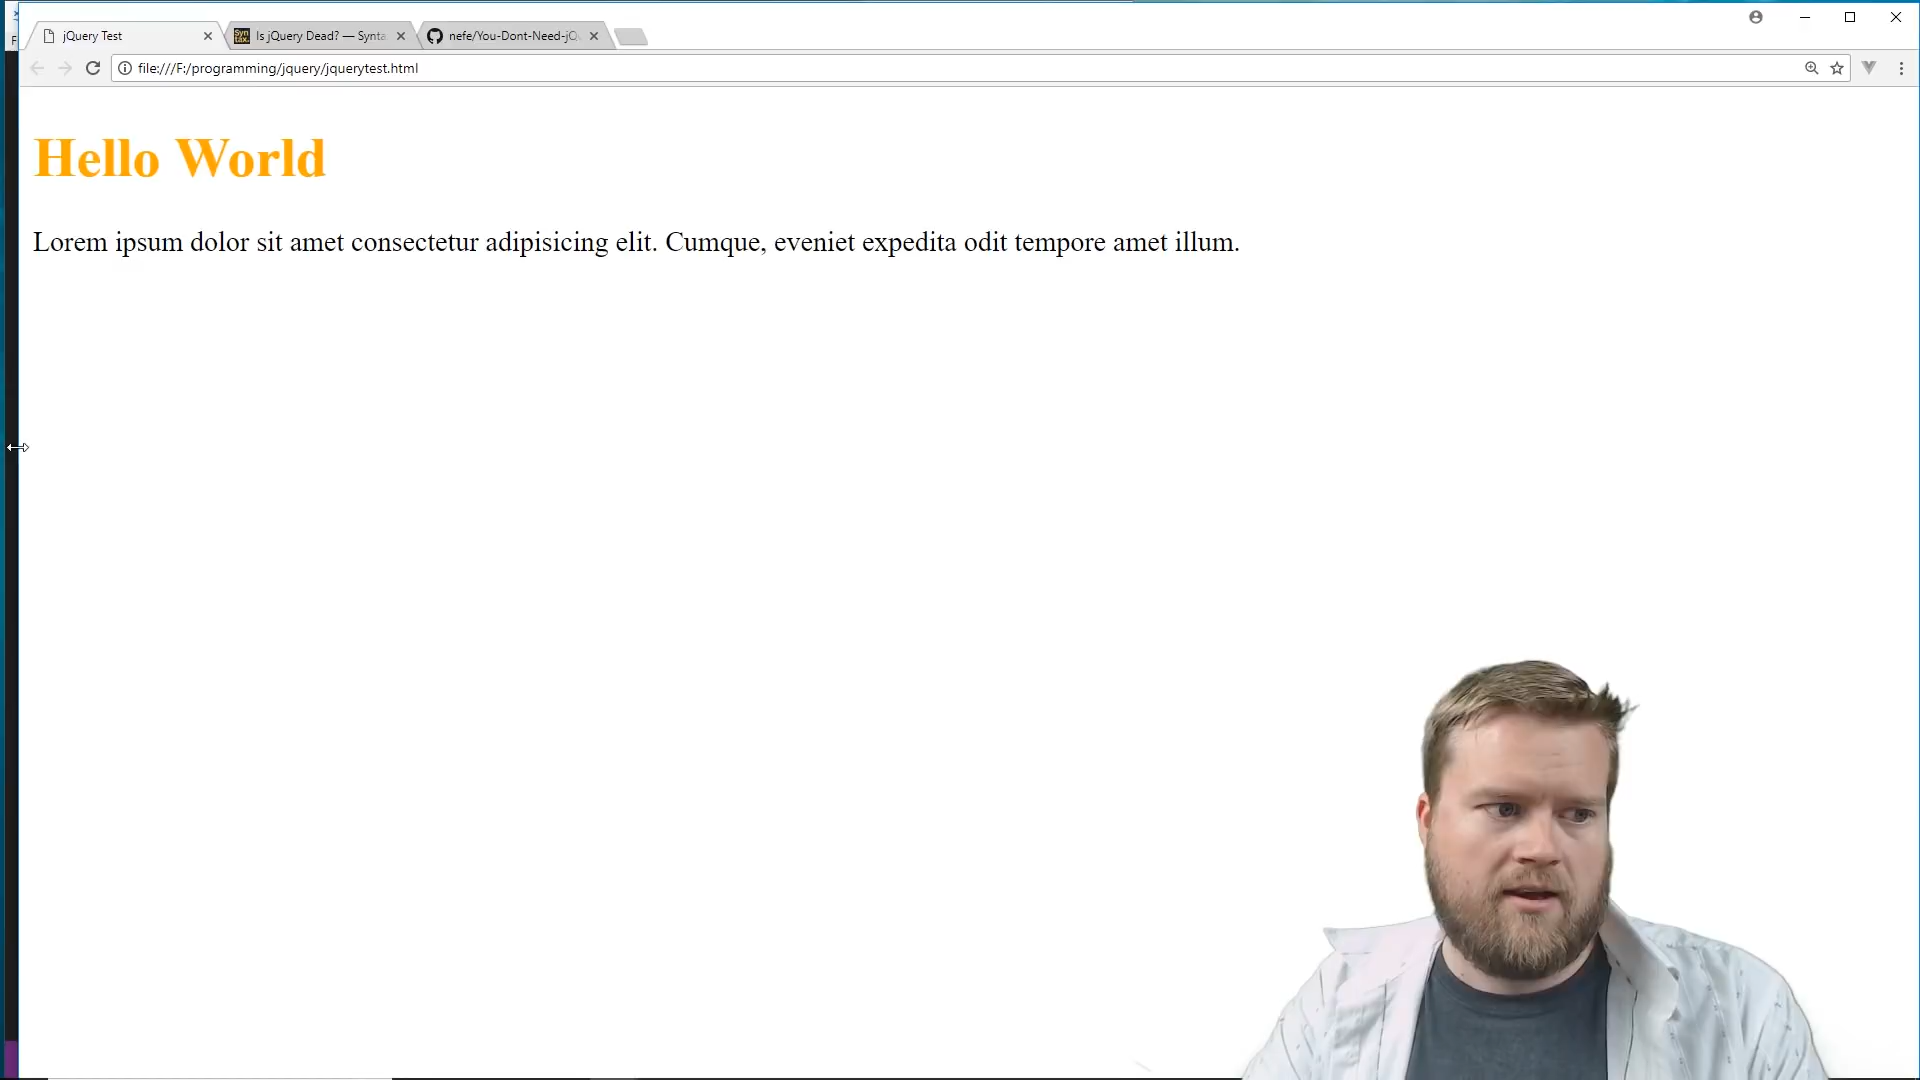 jQuery Test
Is jQuery Dead? — Synta
nefe/You-Dont-Need-jQ
file:///F:/programming/jquery/jquerytest.html
Hello World
Lorem ipsum dolor sit amet consectetur adipisicing elit. Cumque, eveniet expedita odit tempore amet illum.